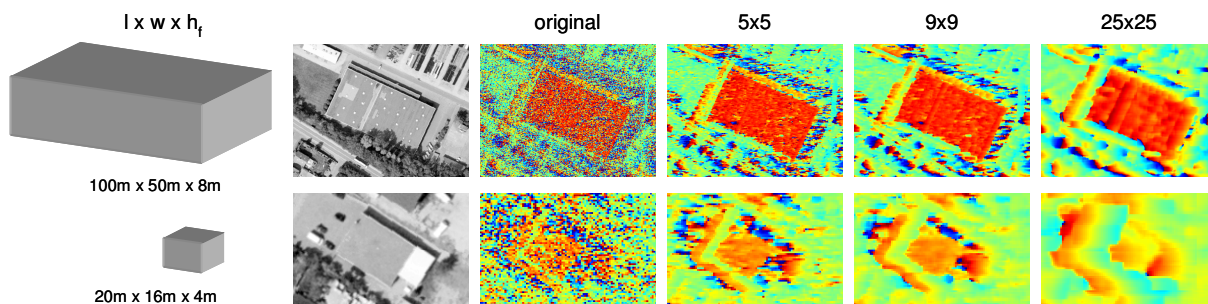 l x w x h_f
original
5x5
9x9
25x25
100m x 50m x 8m
20m x 16m x 4m